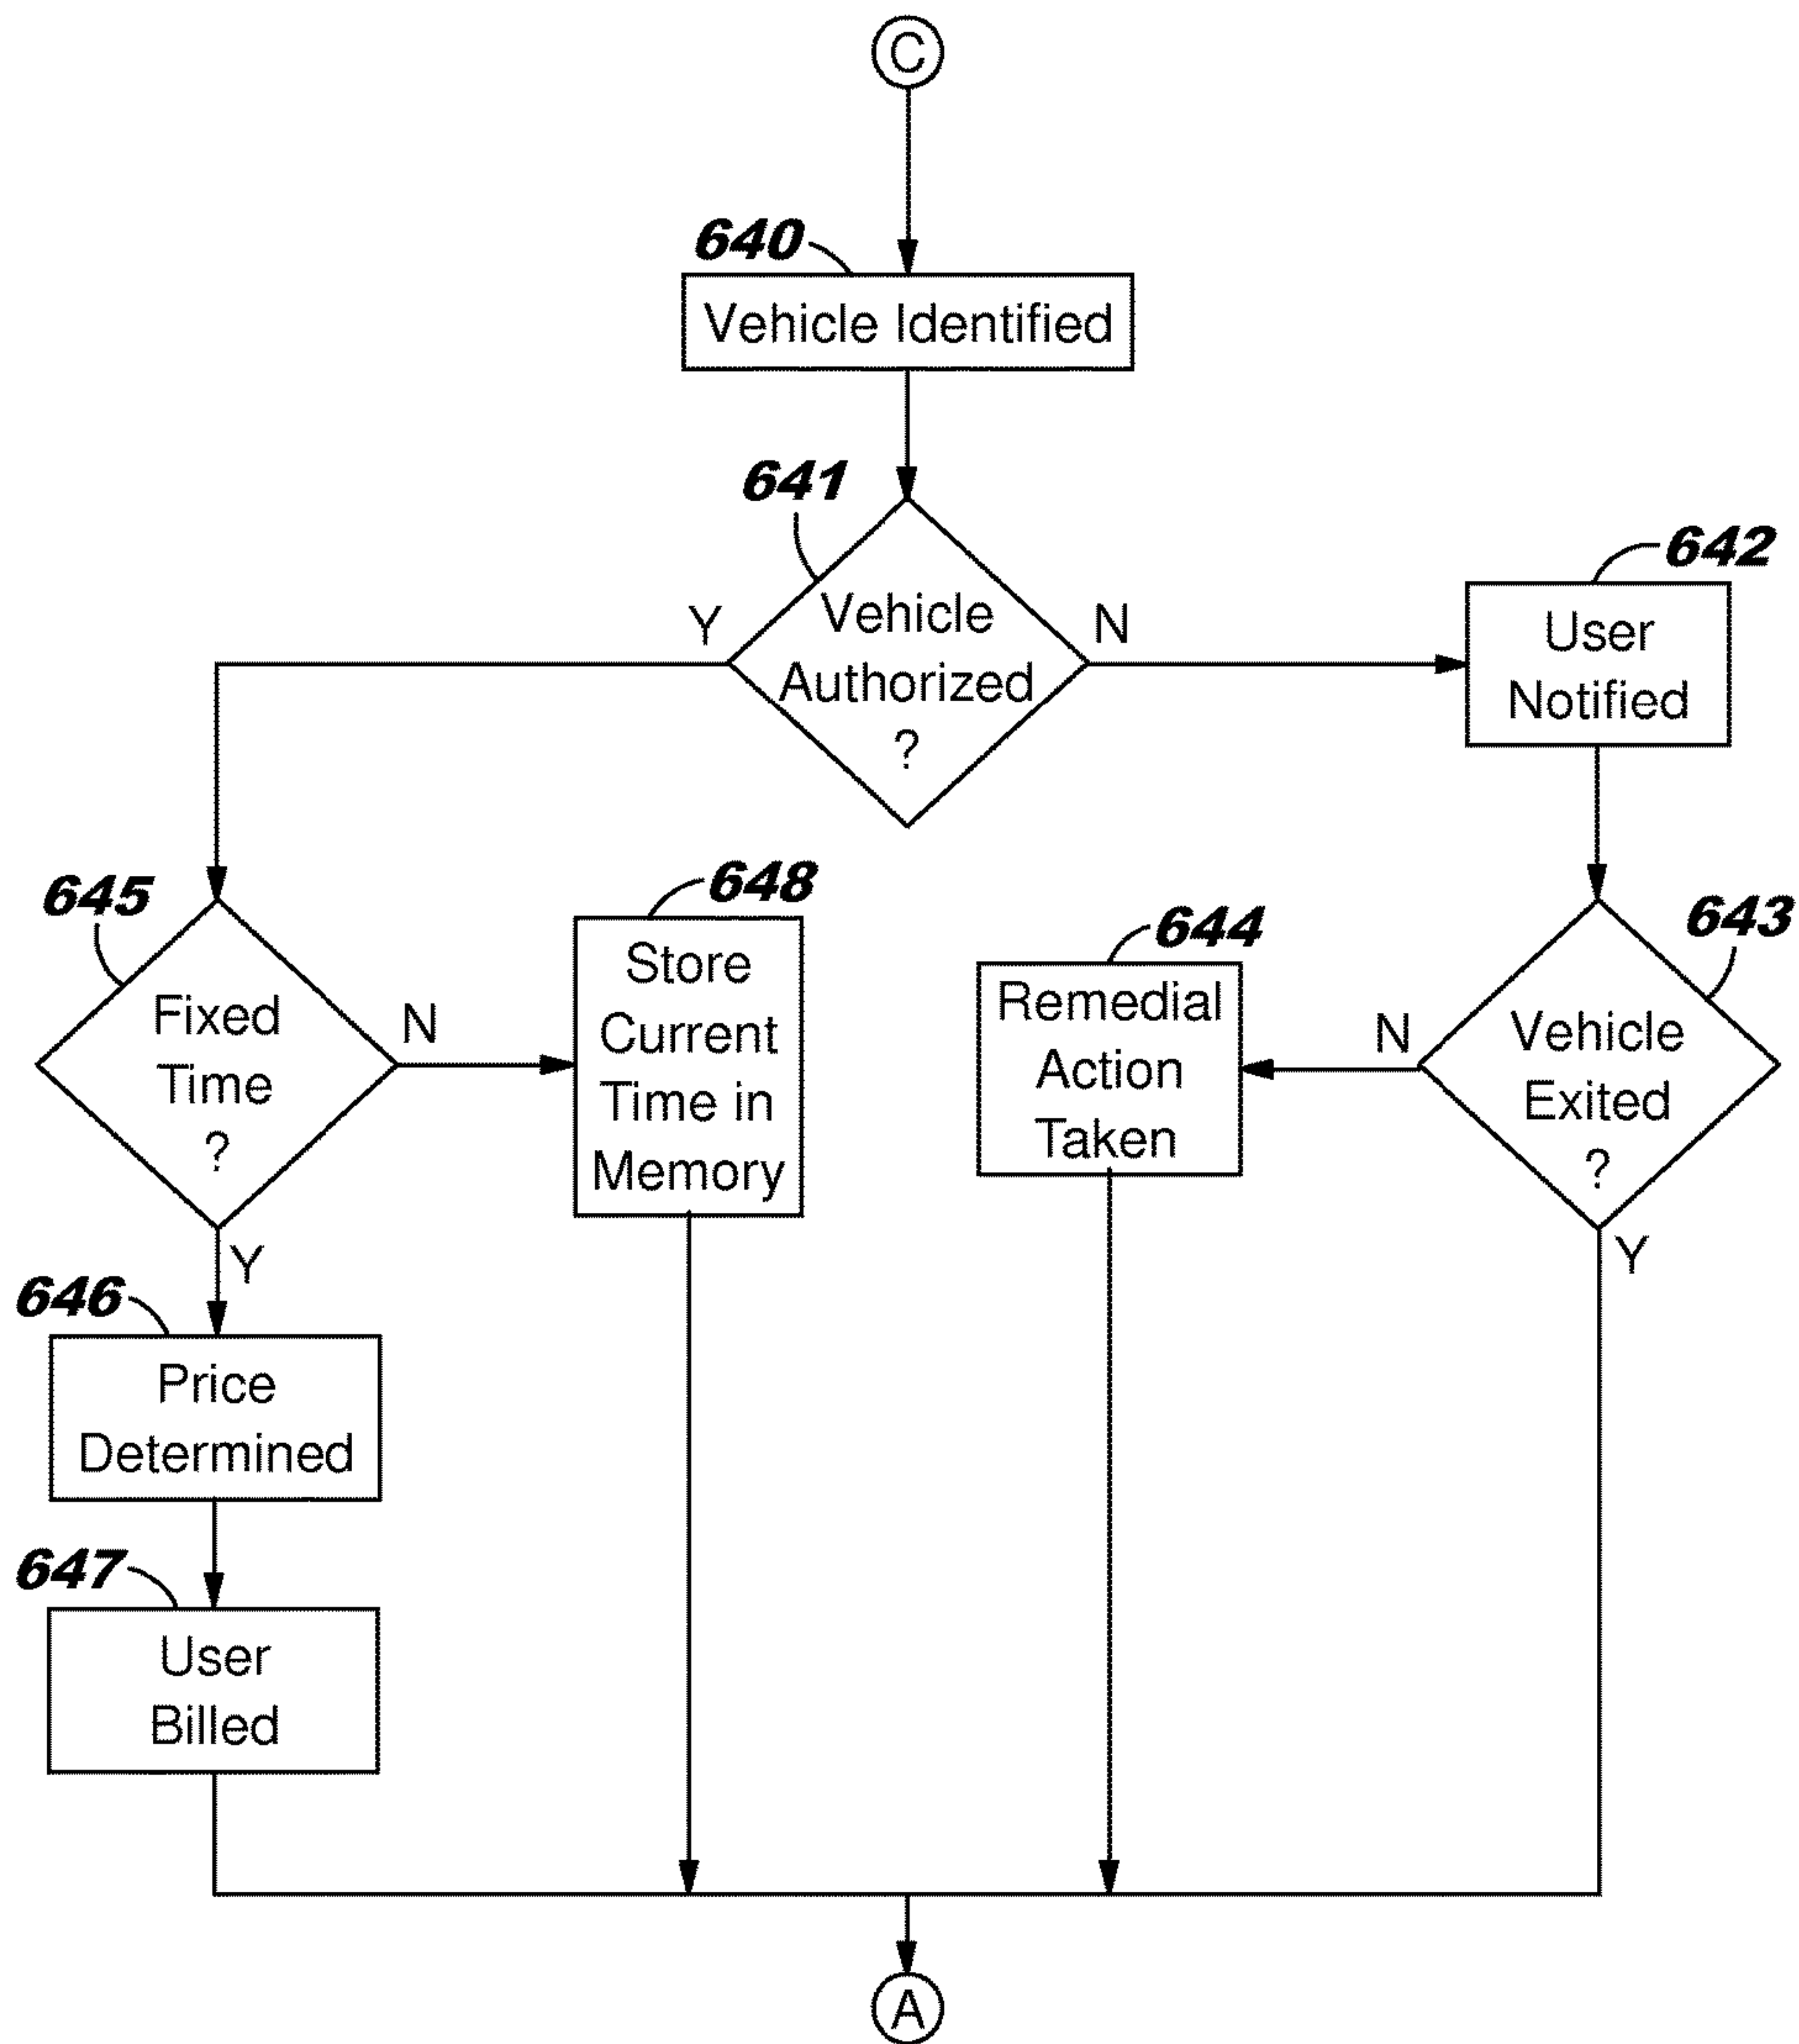 C
640
Vehicle Identified
641
Vehicle
Authorized
?
Y
N
642
User
Notified
645
Fixed
Time
?
N
Y
648
Store
Current
Time in
Memory
644
Remedial
Action
Taken
643
Vehicle
Exited
?
N
Y
646
Price
Determined
647
User
Billed
A